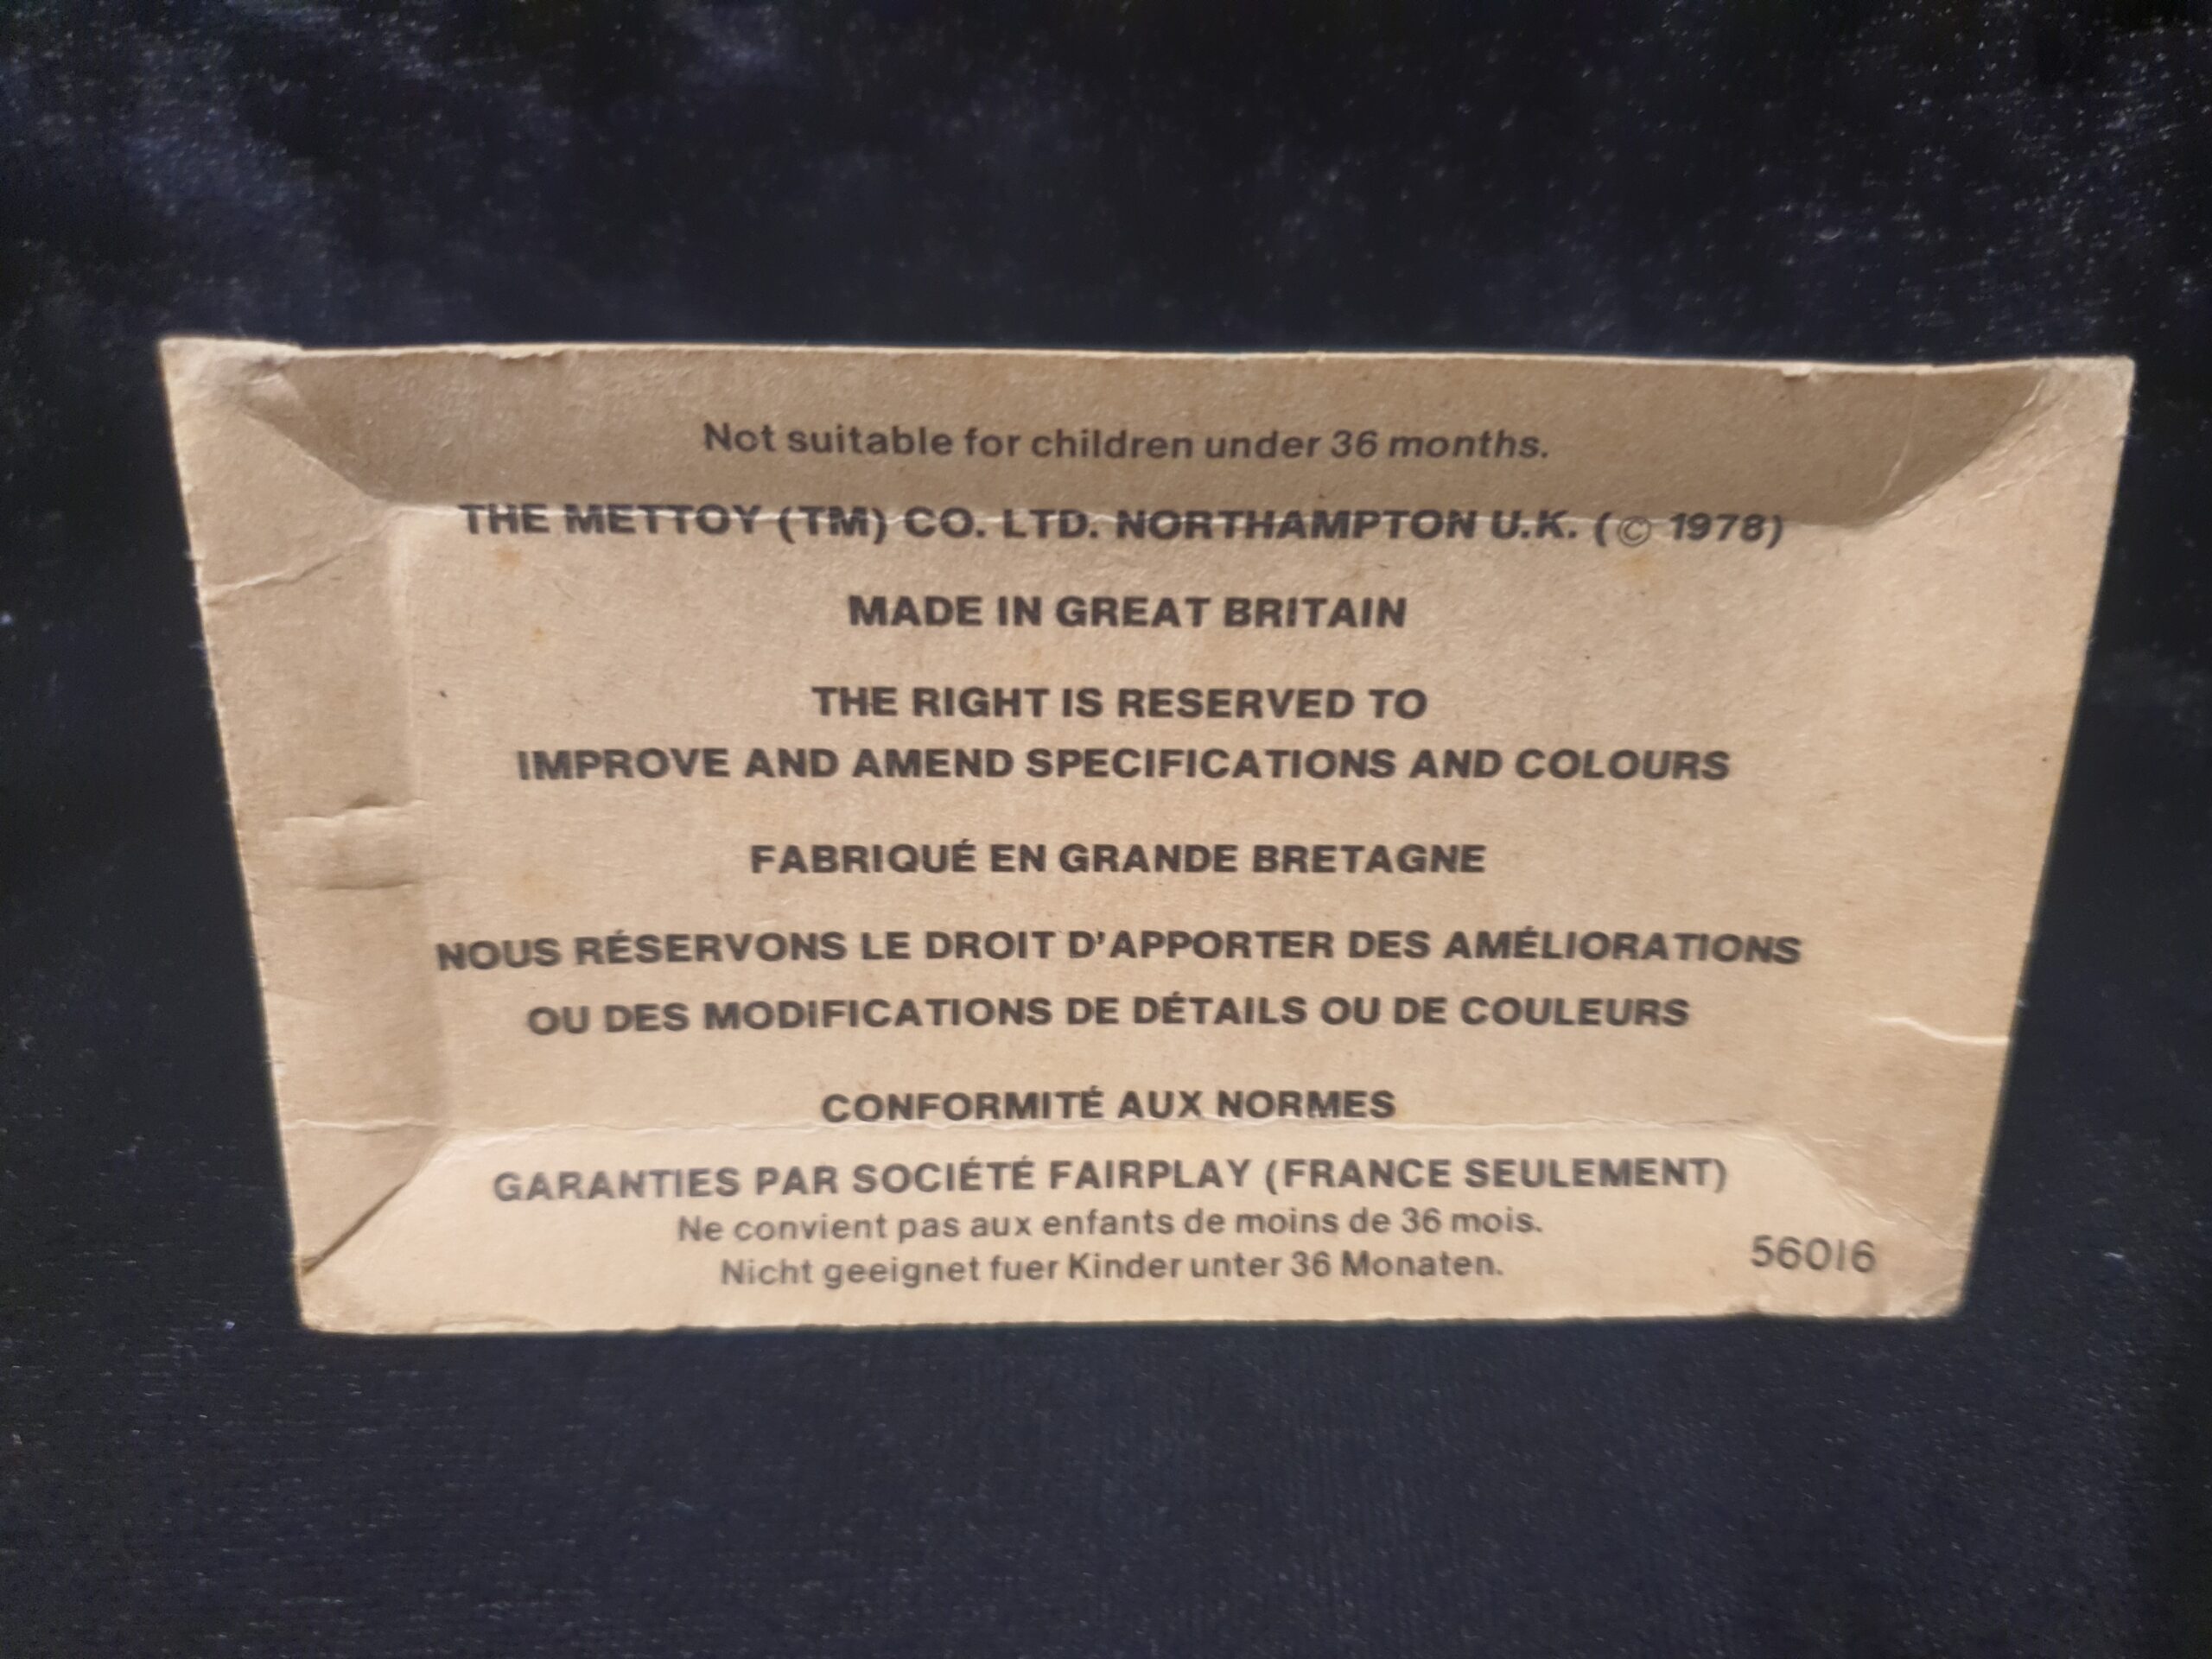 Not suitable for children under 36 months.
THE METTOY (TM) CO. LTD. NORTHAMPTON U.K. (© 1978)
MADE IN GREAT BRITAIN
THE RIGHT IS RESERVED TO
IMPROVE AND AMEND SPECIFICATIONS AND COLOURS
FABRIQUÉ EN GRANDE BRETAGNE
NOUS RÉSERVONS LE DROIT D'APPORTER DES AMÉLIORATIONS
OU DES MODIFICATIONS DE DÉTAILS OU DE COULEURS
CONFORMITÉ AUX NORMES
GARANTIES PAR SOCIÉTÉ FAIRPLAY (FRANCE SEULEMENT)
Ne convient pas aux enfants de moins de 36 mois.
Nicht geeignet fuer Kinder unter 36 Monaten.
56016